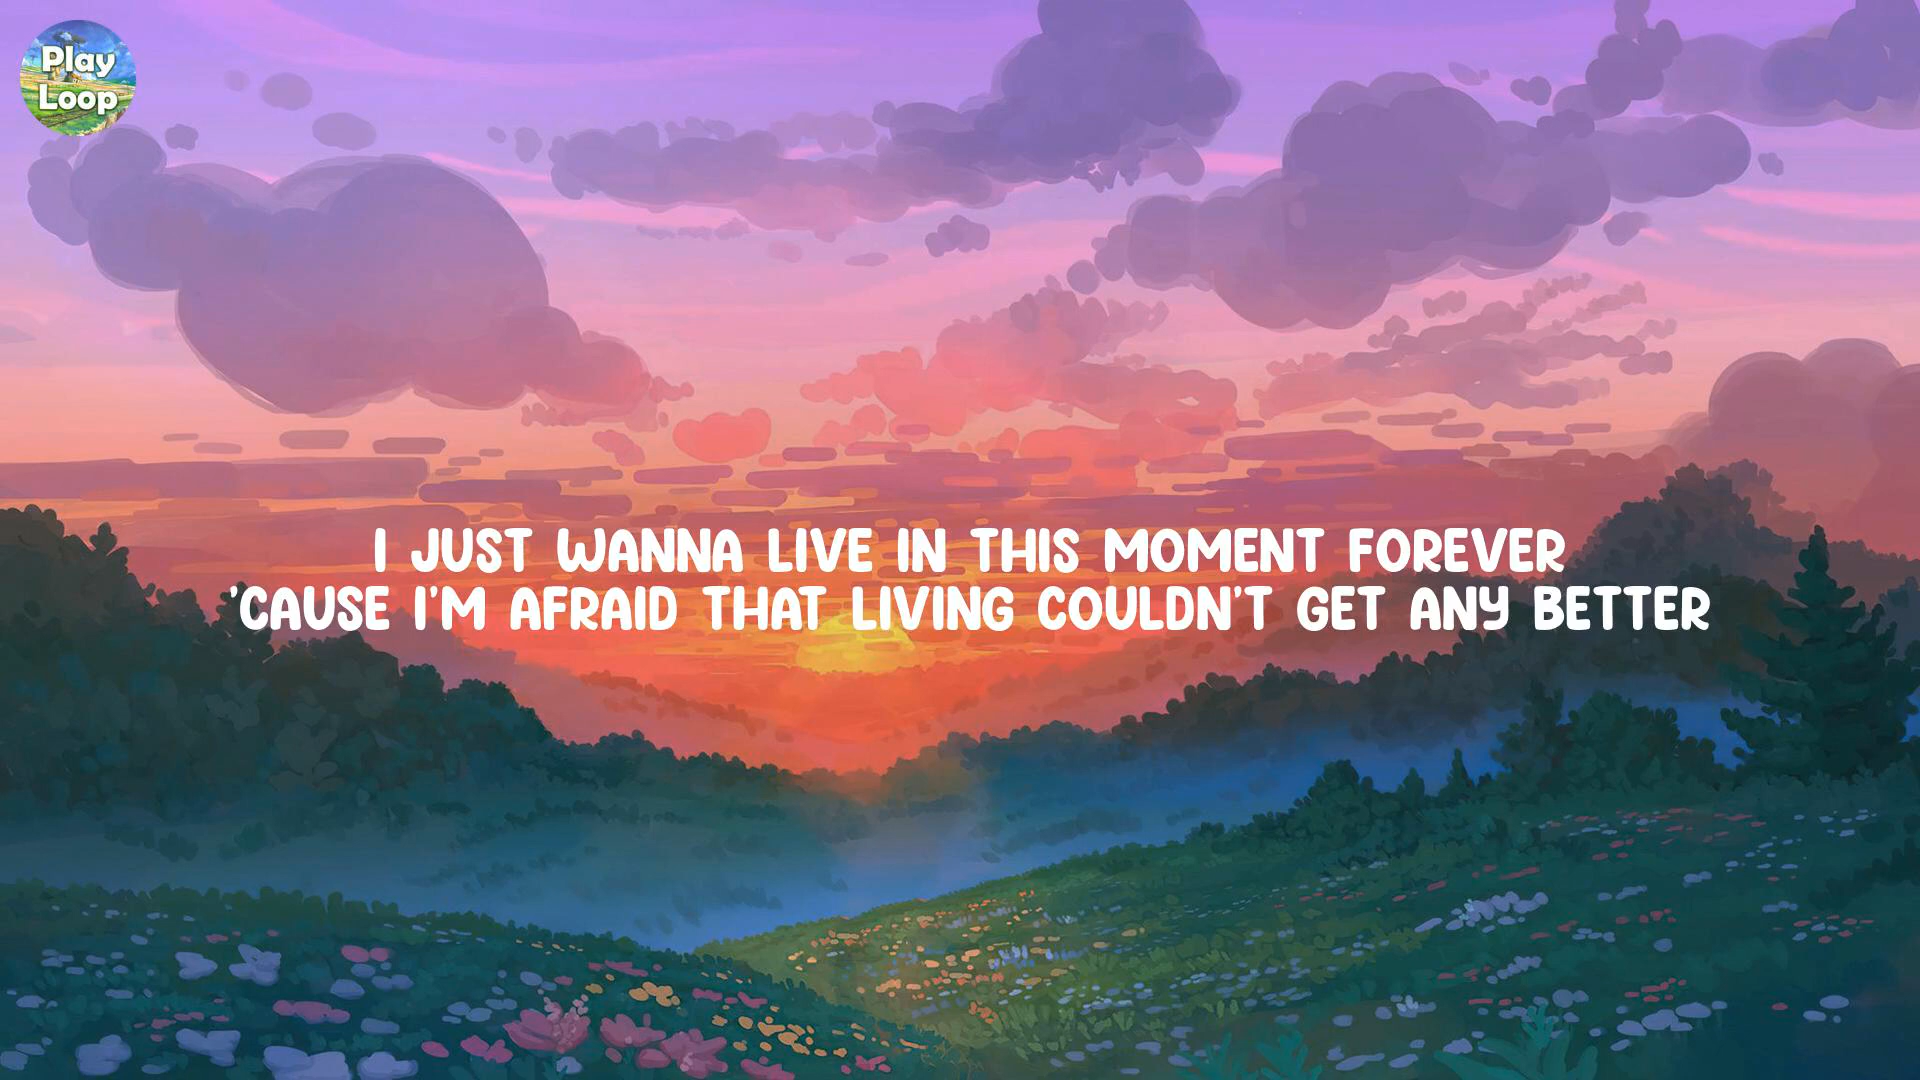 Play
Loop
I JUST WANNA LIVE IN THIS MOMENT FOREVER
'CAUSE I'M AFRAID THAT LIVING COULDN'T GET ANY BETTER